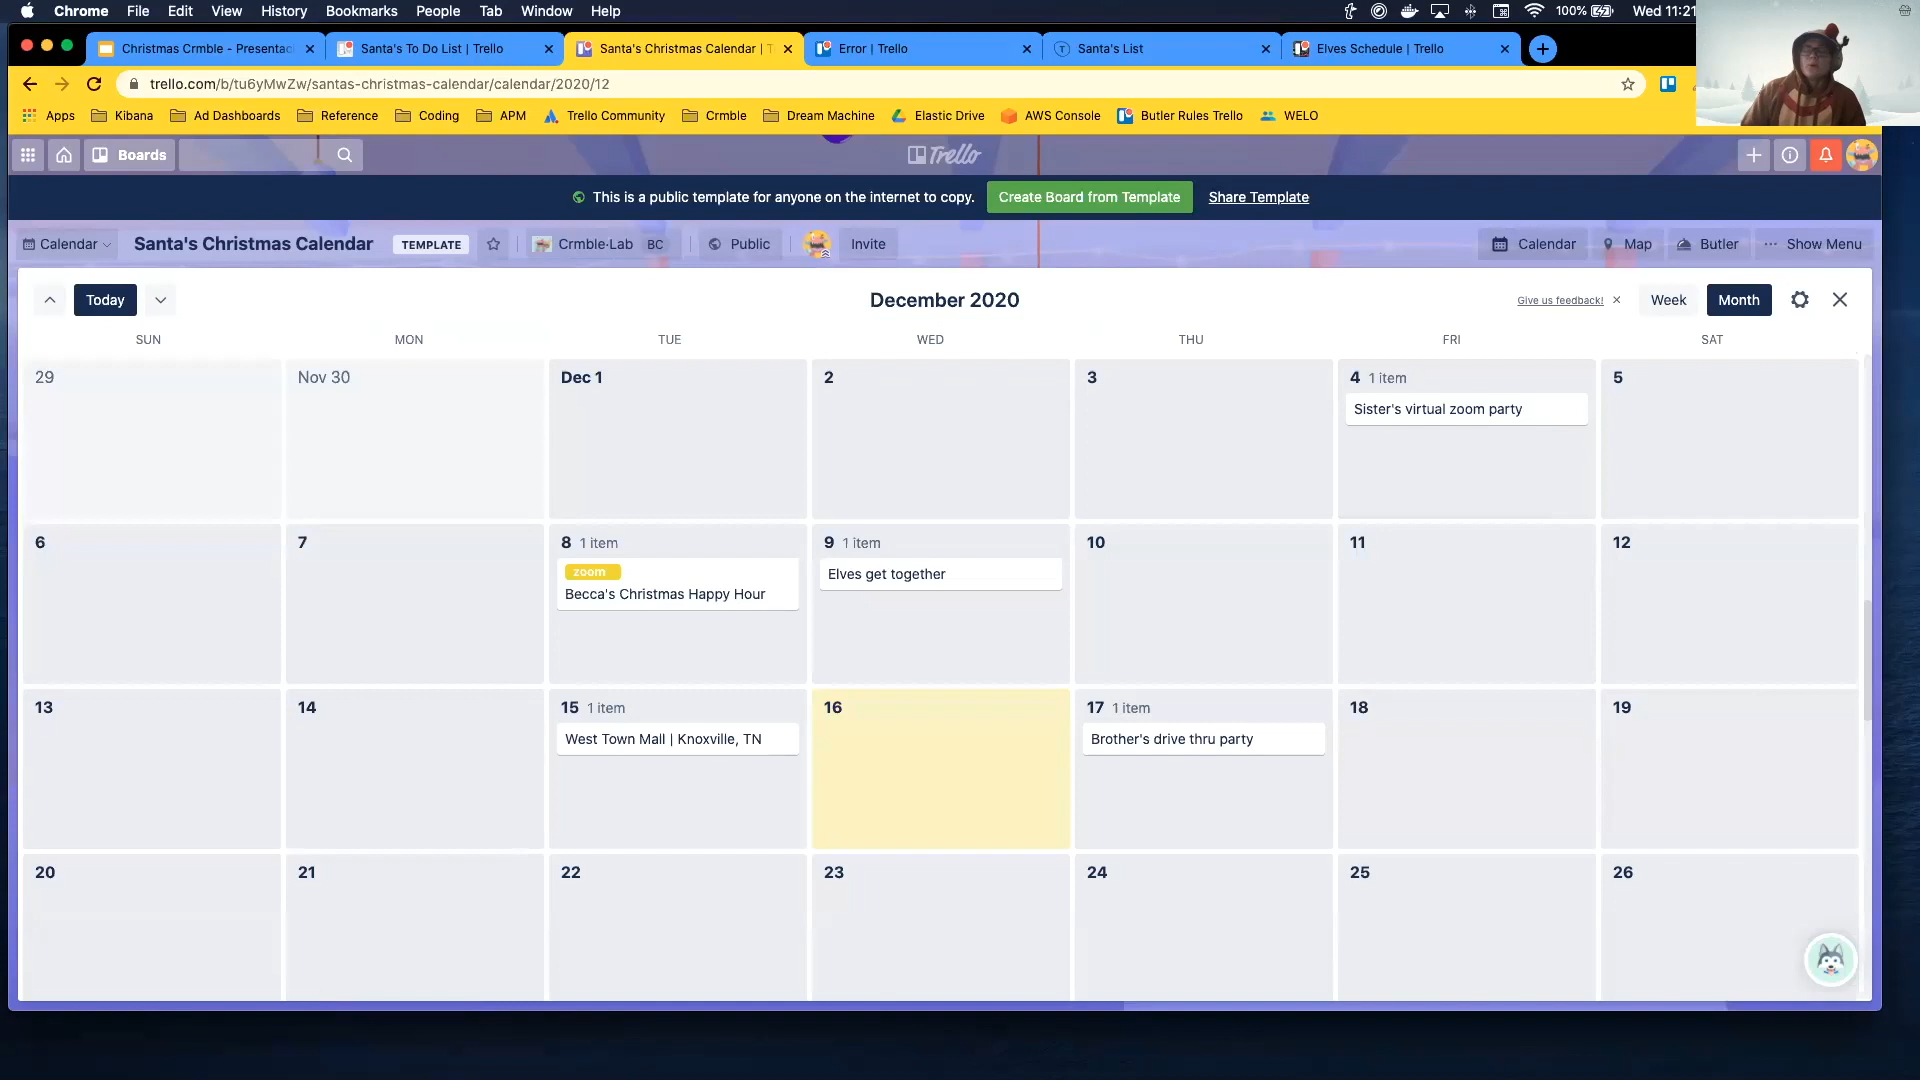 Chrome File Edit View History Bookmarks People Tab Window Help 100% Wed 11:21
Christmas Crmble - Presentac Santa's To Do List | Trello Santa's Christmas Calendar | T Error | Trello Santa's List Elves Schedule | Trello
trello.com/b/tu6yMwZw/santas-christmas-calendar/calendar/2020/12
Apps Kibana Ad Dashboards Reference Coding APM Trello Community Crmble Dream Machine Elastic Drive AWS Console Butler Rules Trello WELO
Boards Trello
This is a public template for anyone on the internet to copy. Create Board from Template Share Template
Calendar Santa's Christmas Calendar TEMPLATE Crmble-Lab BC Public Invite Calendar Map Butler Show Menu
Today December 2020 Give us feedback! Week Month
SUN MON TUE WED THU FRI SAT
29 Nov 30 Dec 1 2 3 4 1 item 5
Sister's virtual zoom party
6 7 8 1 item 9 1 item 10 11 12
zoom
Becca's Christmas Happy Hour
Elves get together
13 14 15 1 item 16 17 1 item 18 19
West Town Mall | Knoxville, TN
Brother's drive thru party
20 21 22 23 24 25 26